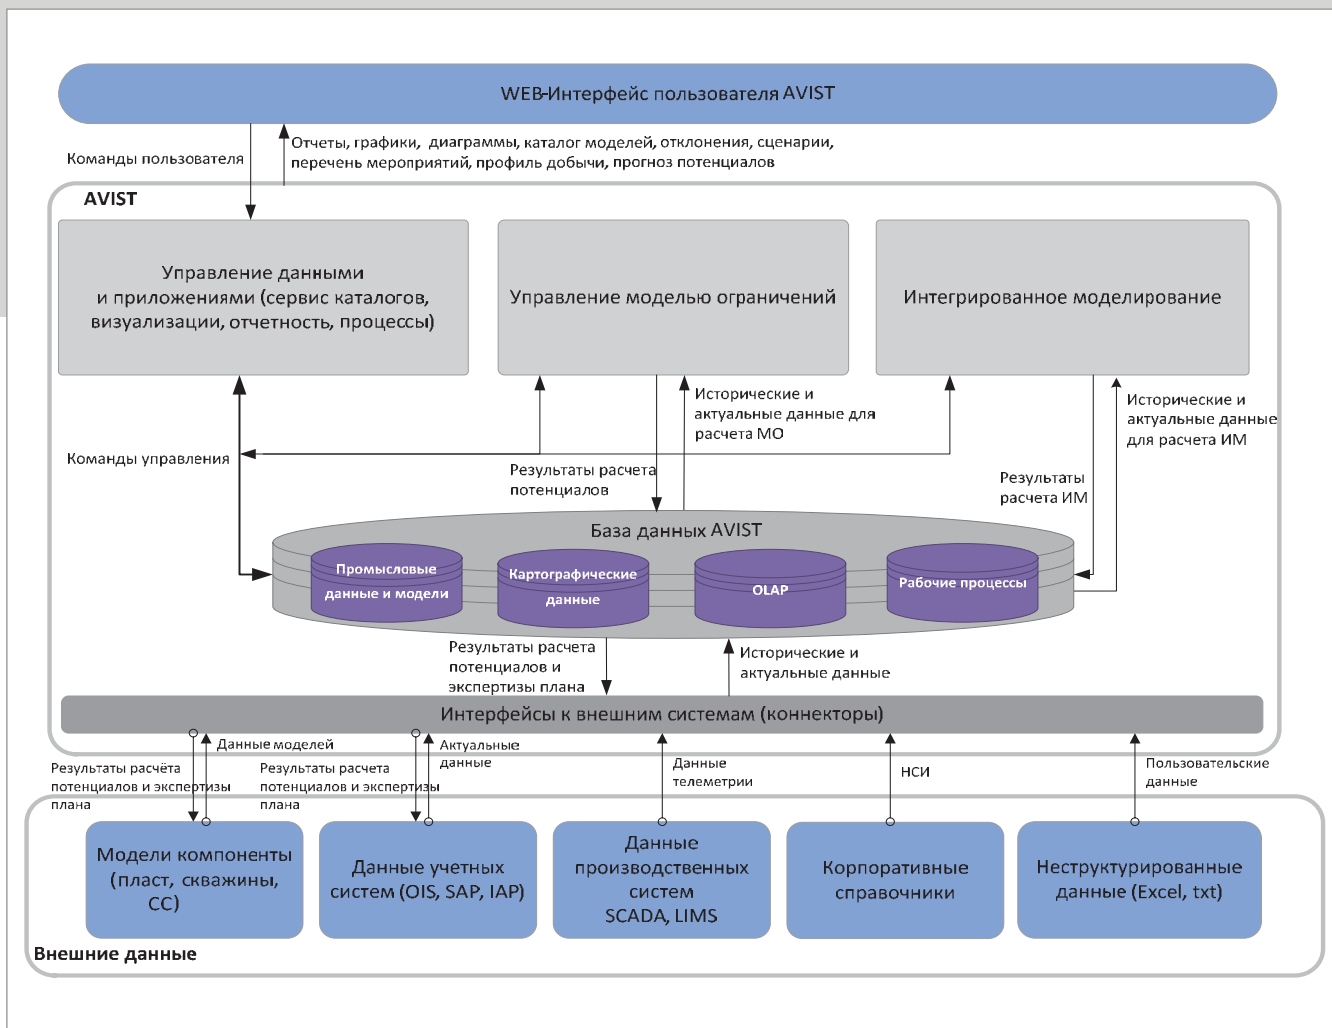 WEB-Интерфейс пользователя AVIST
Команды пользователя
Отчеты, графики, диаграммы, каталог моделей, отклонения, сценарии,
перечень мероприятий, профиль добычи, прогноз потенциалов
AVIST
Управление данными
и приложениями (сервис каталогов,
визуализации, отчетность, процессы)
Управление моделью ограничений
Интегрированное моделирование
Команды управления
Исторические и
актуальные данные для
расчета МО
Результаты расчета
потенциалов
Исторические и
актуальные данные
для расчета ИМ
Результаты
расчета ИМ
База данных AVIST
Промысловые
данные и модели
Картографические
данные
OLAP
Рабочие процессы
Результаты расчета
потенциалов и
экспертизы плана
Исторические и
актуальные данные
Интерфейсы к внешним системам (коннекторы)
Данные моделей
Результаты расчёта
потенциалов и экспертизы
плана
Актуальные
данные
Результаты расчета
потенциалов и экспертизы
плана
Данные
телеметрии
НСИ
Пользовательские
данные
Модели компоненты
(пласт, скважины,
СС)
Данные учетных
систем (OIS, SAP, IAP)
Данные
производственных
систем
SCADA, LIMS
Корпоративные
справочники
Неструктурированные
данные (Excel, txt)
Внешние данные